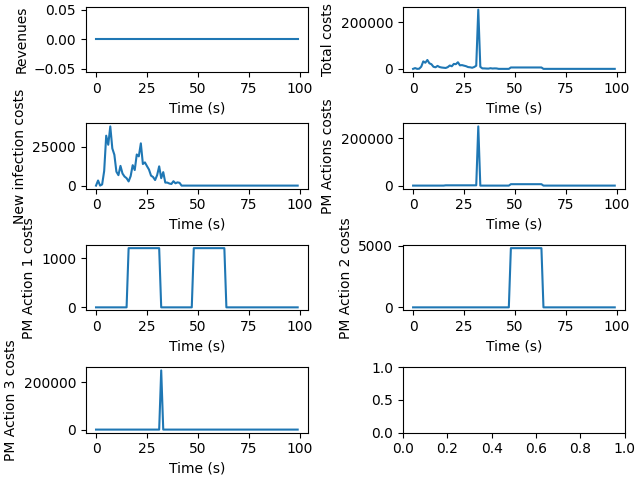 Revenues
0.05
0.00
−0.05
0 25 50 75 100
Time (s)
Total costs
200000
0
0 25 50 75 100
Time (s)
New infection costs
25000
0
0 25 50 75 100
Time (s)
PM Actions costs
200000
0
0 25 50 75 100
Time (s)
PM Action 1 costs
1000
0
0 25 50 75 100
Time (s)
PM Action 2 costs
5000
0
0 25 50 75 100
Time (s)
PM Action 3 costs
200000
0
0 25 50 75 100
Time (s)
1.0
0.5
0.0
0.0 0.2 0.4 0.6 0.8 1.0